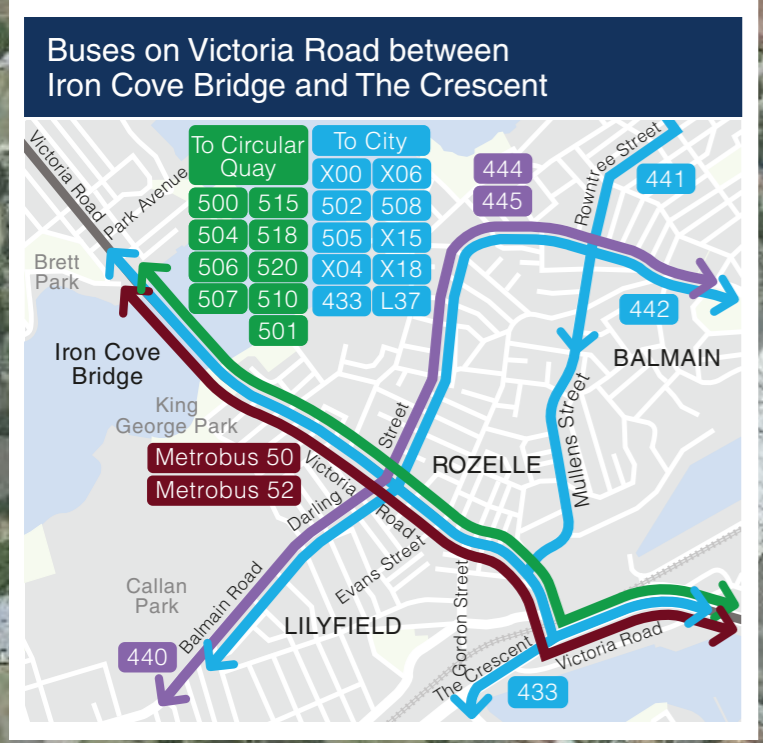 Buses on Victoria Road between
Iron Cove Bridge and The Crescent
Victoria Road
Park Avenue
To Circular
Quay
500 515
504 518
506 520
507 510
501
To City
X00 X06
502 508
505 X15
X04 X18
433 L37
444
445
Rowntree Street
441
Brett
Park
442
Iron Cove
Bridge
BALMAIN
King
George Park
Mullens Street
Metrobus 50
Metrobus 52
Victoria
Road
Darling
Street
ROZELLE
Evans Street
Callan
Park
Balmain Road
LILYFIELD
Gordon Street
440
The Crescent
Victoria Road
433